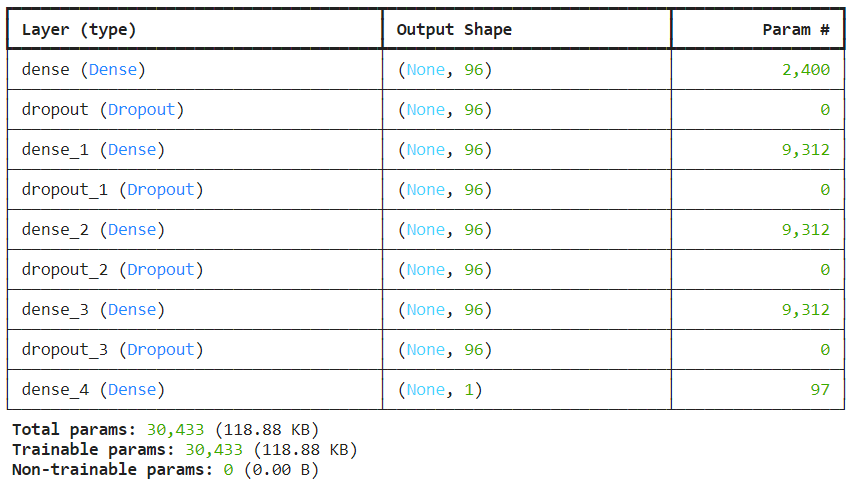 Layer (type) Output Shape Param #
dense (Dense) (None, 96) 2,400
dropout (Dropout) (None, 96) 0
dense_1 (Dense) (None, 96) 9,312
dropout_1 (Dropout) (None, 96) 0
dense_2 (Dense) (None, 96) 9,312
dropout_2 (Dropout) (None, 96) 0
dense_3 (Dense) (None, 96) 9,312
dropout_3 (Dropout) (None, 96) 0
dense_4 (Dense) (None, 1) 97
Total params: 30,433 (118.88 KB)
Trainable params: 30,433 (118.88 KB)
Non-trainable params: 0 (0.00 B)